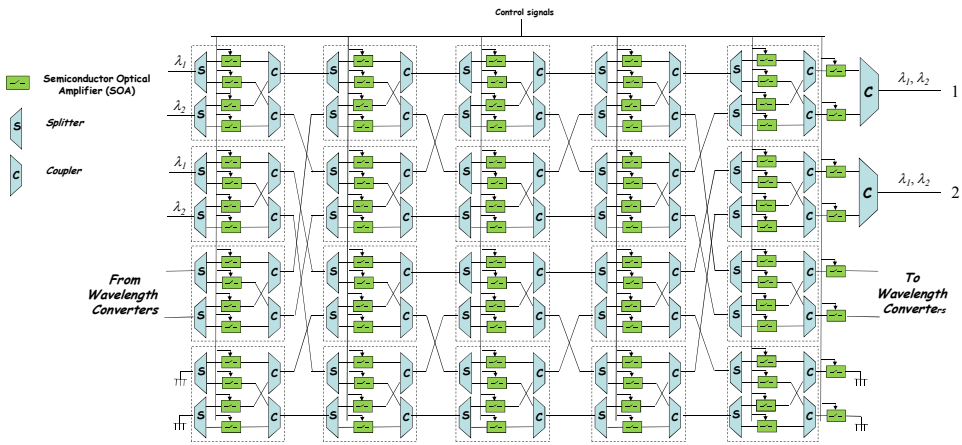 Control signals
Semiconductor Optical
Amplifier (SOA)
S Splitter
C Coupler
λ1 S C S C S C S C S C
λ2 S C S C S C S C S C
C λ1, λ2 1
λ1 S C S C S C S C S C
λ2 S C S C S C S C S C
C λ1, λ2 2
From
Wavelength
Converters
S C S C S C S C S C
S C S C S C S C S C
To
Wavelength
Converters
S C S C S C S C S C
S C S C S C S C S C